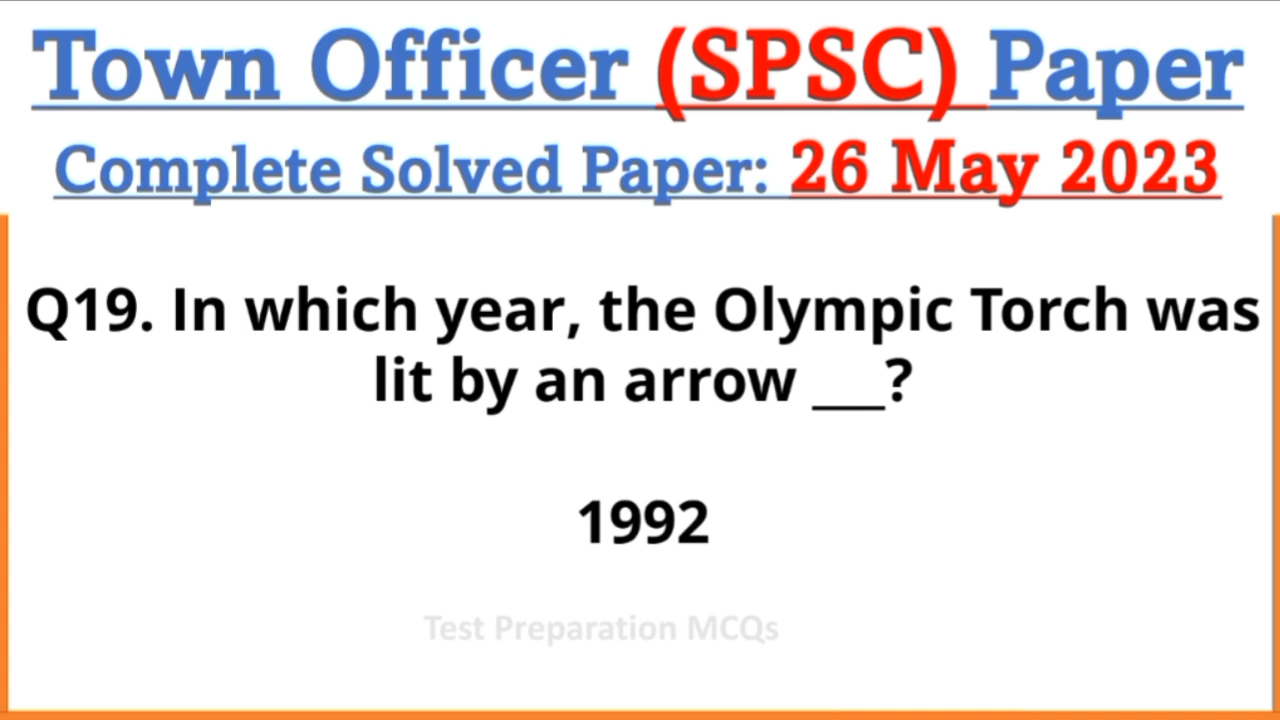 Town Officer (SPSC) Paper
Complete Solved Paper: 26 May 2023
Q19. In which year, the Olympic Torch was
lit by an arrow ___?
1992
Test Preparation MCQs